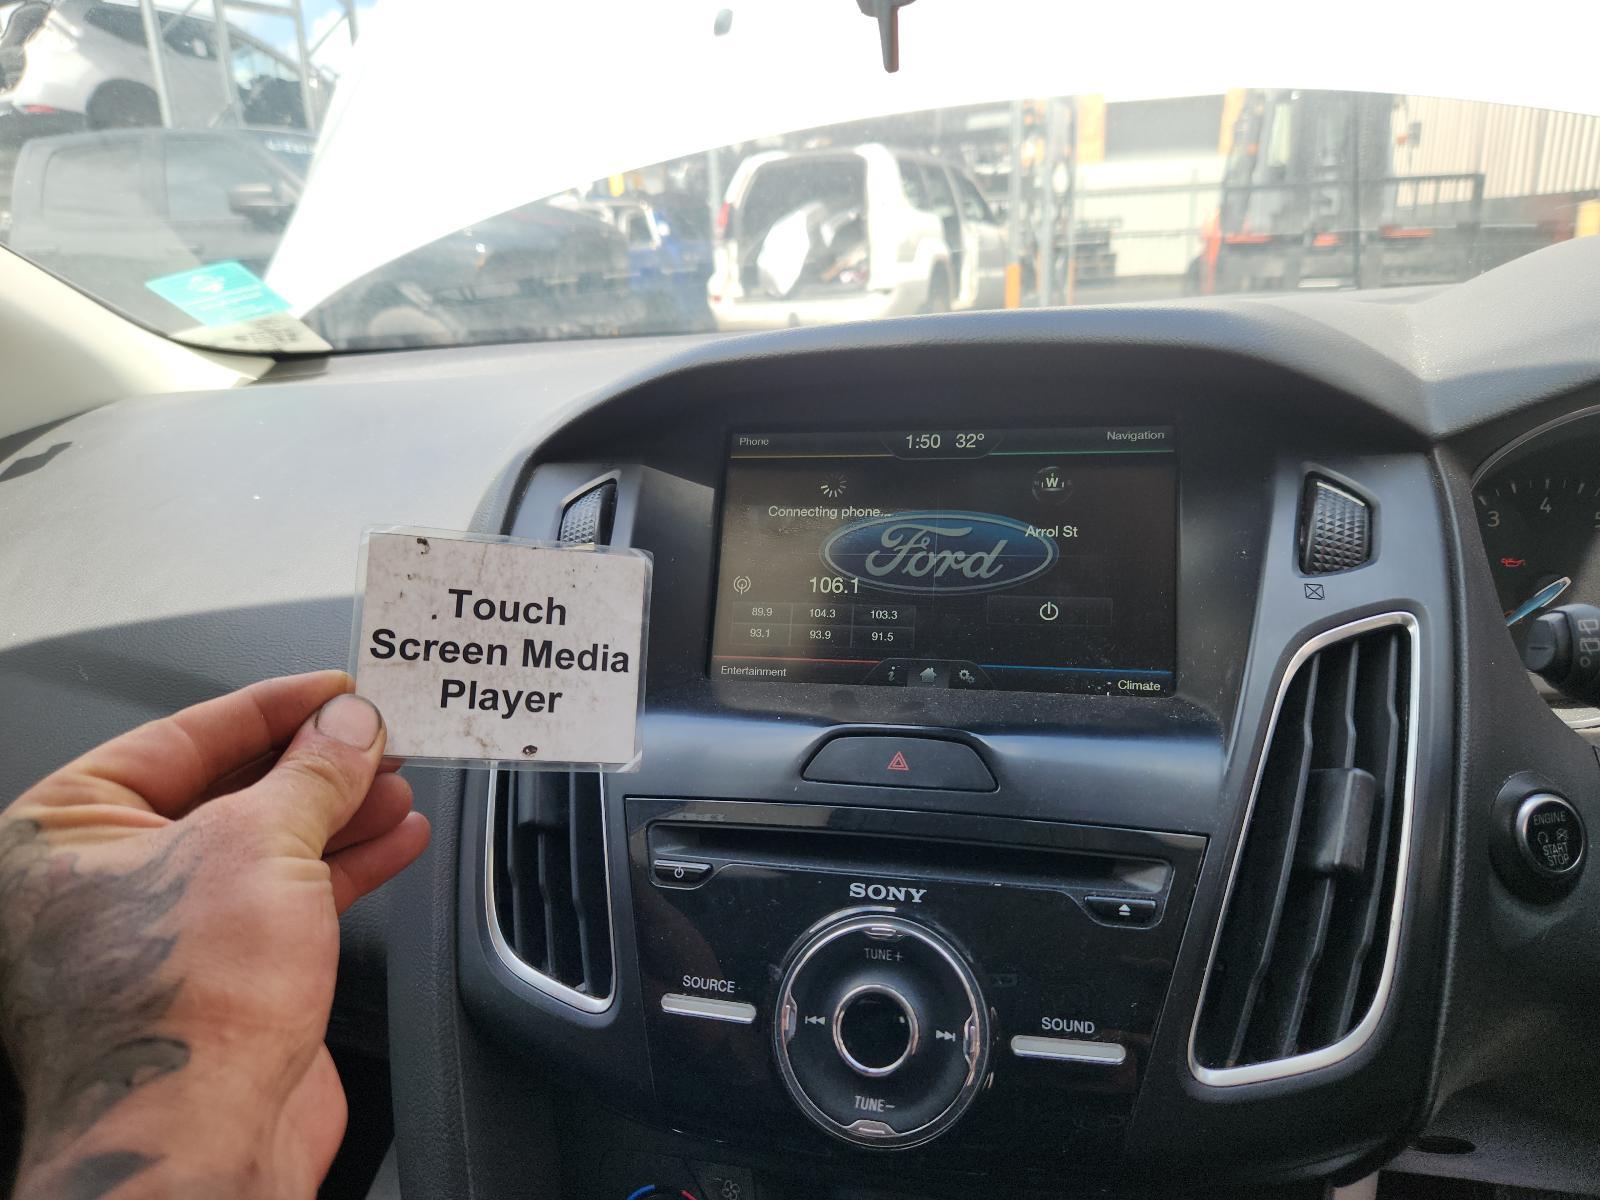 Phone
1:50 32°
Navigation
Connecting phone...
W
Arrol St
Ford
106.1
89.9 104.3 103.3
93.1 93.9 91.5
Entertainment
i
Climate
Touch
Screen Media
Player
SONY
TUNE+
SOURCE
SOUND
TUNE-
ENGINE
START
STOP
3 4